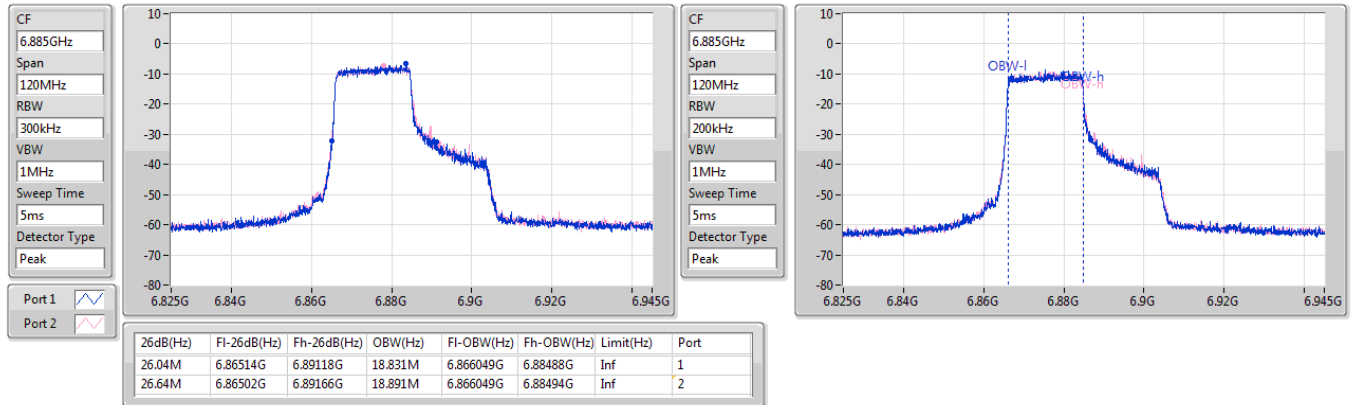 CF
6.885GHz
Span
120MHz
RBW
300kHz
VBW
1MHz
Sweep Time
5ms
Detector Type
Peak
Port 1
Port 2
10
0
-10
-20
-30
-40
-50
-60
-70
-80
6.825G 6.84G 6.86G 6.88G 6.9G 6.92G 6.945G
CF
6.885GHz
Span
120MHz
RBW
200kHz
VBW
1MHz
Sweep Time
5ms
Detector Type
Peak
10
0
-10
-20
-30
-40
-50
-60
-70
-80
OBW-l
OBW-h
OBW-h
6.825G 6.84G 6.86G 6.88G 6.9G 6.92G 6.945G
26dB(Hz) Fl-26dB(Hz) Fh-26dB(Hz) OBW(Hz) Fl-OBW(Hz) Fh-OBW(Hz) Limit(Hz) Port
26.04M 6.86514G 6.89118G 18.831M 6.866049G 6.88488G Inf 1
26.64M 6.86502G 6.89166G 18.891M 6.866049G 6.88494G Inf 2